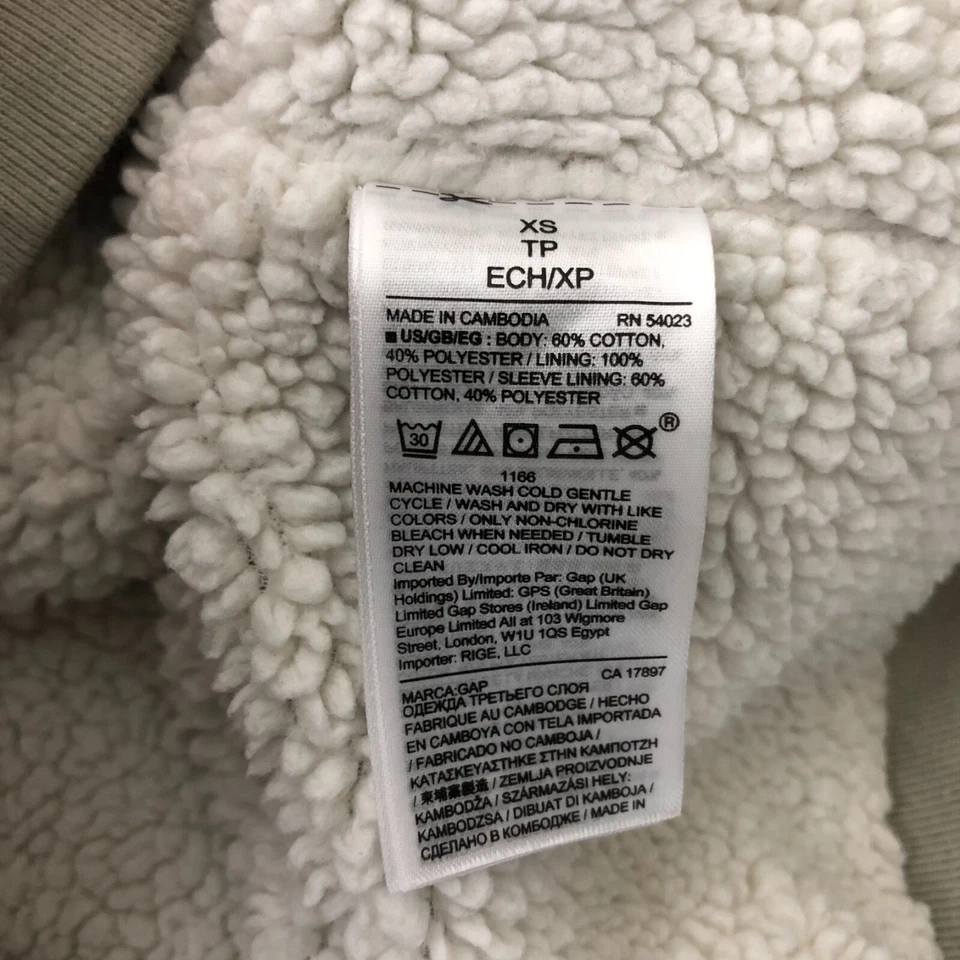 XS
TP
ECH/XP
MADE IN CAMBODIA RN 54023
US/GB/EG : BODY: 60% COTTON,
40% POLYESTER / LINING: 100%
POLYESTER / SLEEVE LINING: 60%
COTTON, 40% POLYESTER
30 ®
1166
MACHINE WASH COLD GENTLE
CYCLE / WASH AND DRY WITH LIKE
COLORS / ONLY NON-CHLORINE
BLEACH WHEN NEEDED / TUMBLE
DRY LOW / COOL IRON / DO NOT DRY
CLEAN
Imported By/Importe Par: Gap (UK
Holdings) Limited: GPS (Great Britain)
Limited Gap Stores (Ireland) Limited Gap
Europe Limited All at 103 Wigmore
Street, London, W1U 1QS Egypt
Importer: RIGE, LLC
CA 17897
MARCA:GAP
ОДЕЖДА ТРЕТЬЕГО СЛОЯ
FABRIQUE AU CAMBODGE / HECHO
EN CAMBOYA CON TELA IMPORTADA
/ FABRICADO NO CAMBOJA /
ΚΑΤΑΣΚΕΥΑΣΤΗΚΕ ΣΤΗΝ ΚΑΜΠΟΤΖΗ
/ 柬埔寨製造 / ZEMLJA PROIZVODNJE
KAMBODŽA / SZÁRMAZÁSI HELY:
KAMBODZSA / DIBUAT DI KAMBOJA /
СДЕЛАНО В КОМБОДЖЕ / MADE IN